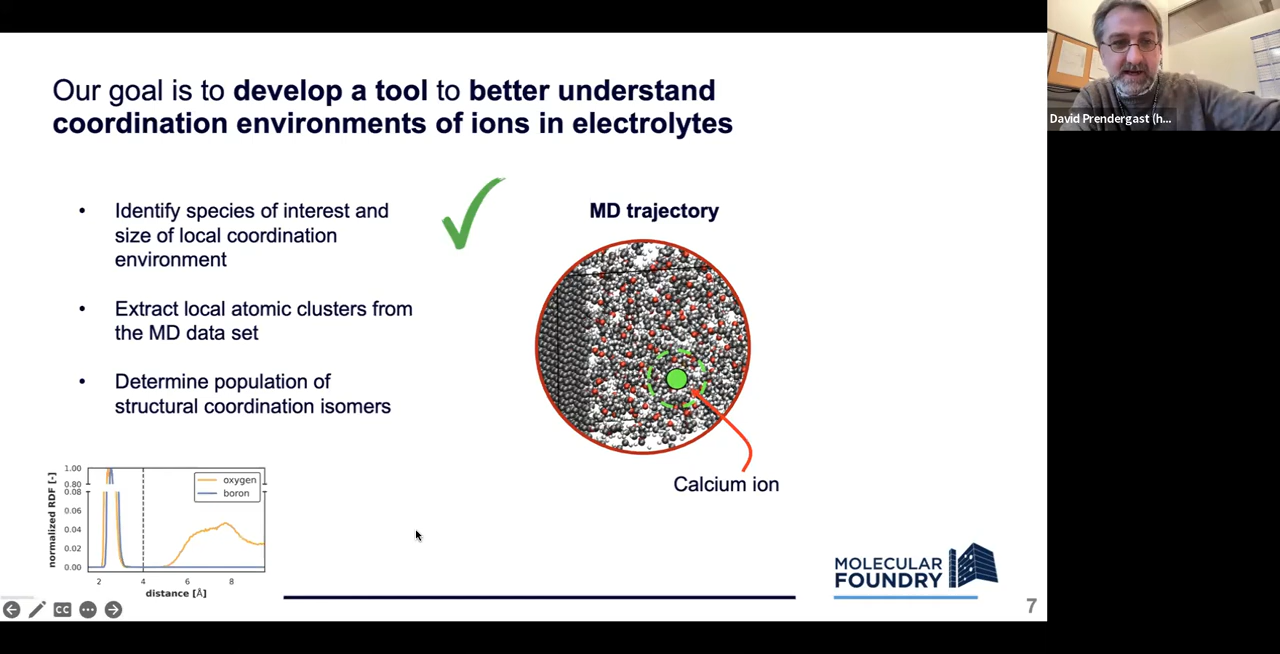 Our goal is to develop a tool to better understand
coordination environments of ions in electrolytes
David Prendergast (h...
• Identify species of interest and
size of local coordination
environment
• Extract local atomic clusters from
the MD data set
• Determine population of
structural coordination isomers
MD trajectory
Calcium ion
normalized RDF [-]
1.00
0.80
0.08
0.06
0.04
0.02
0.00
oxygen
boron
2 4 6 8
distance [Å]
CC
MOLECULAR
FOUNDRY
7